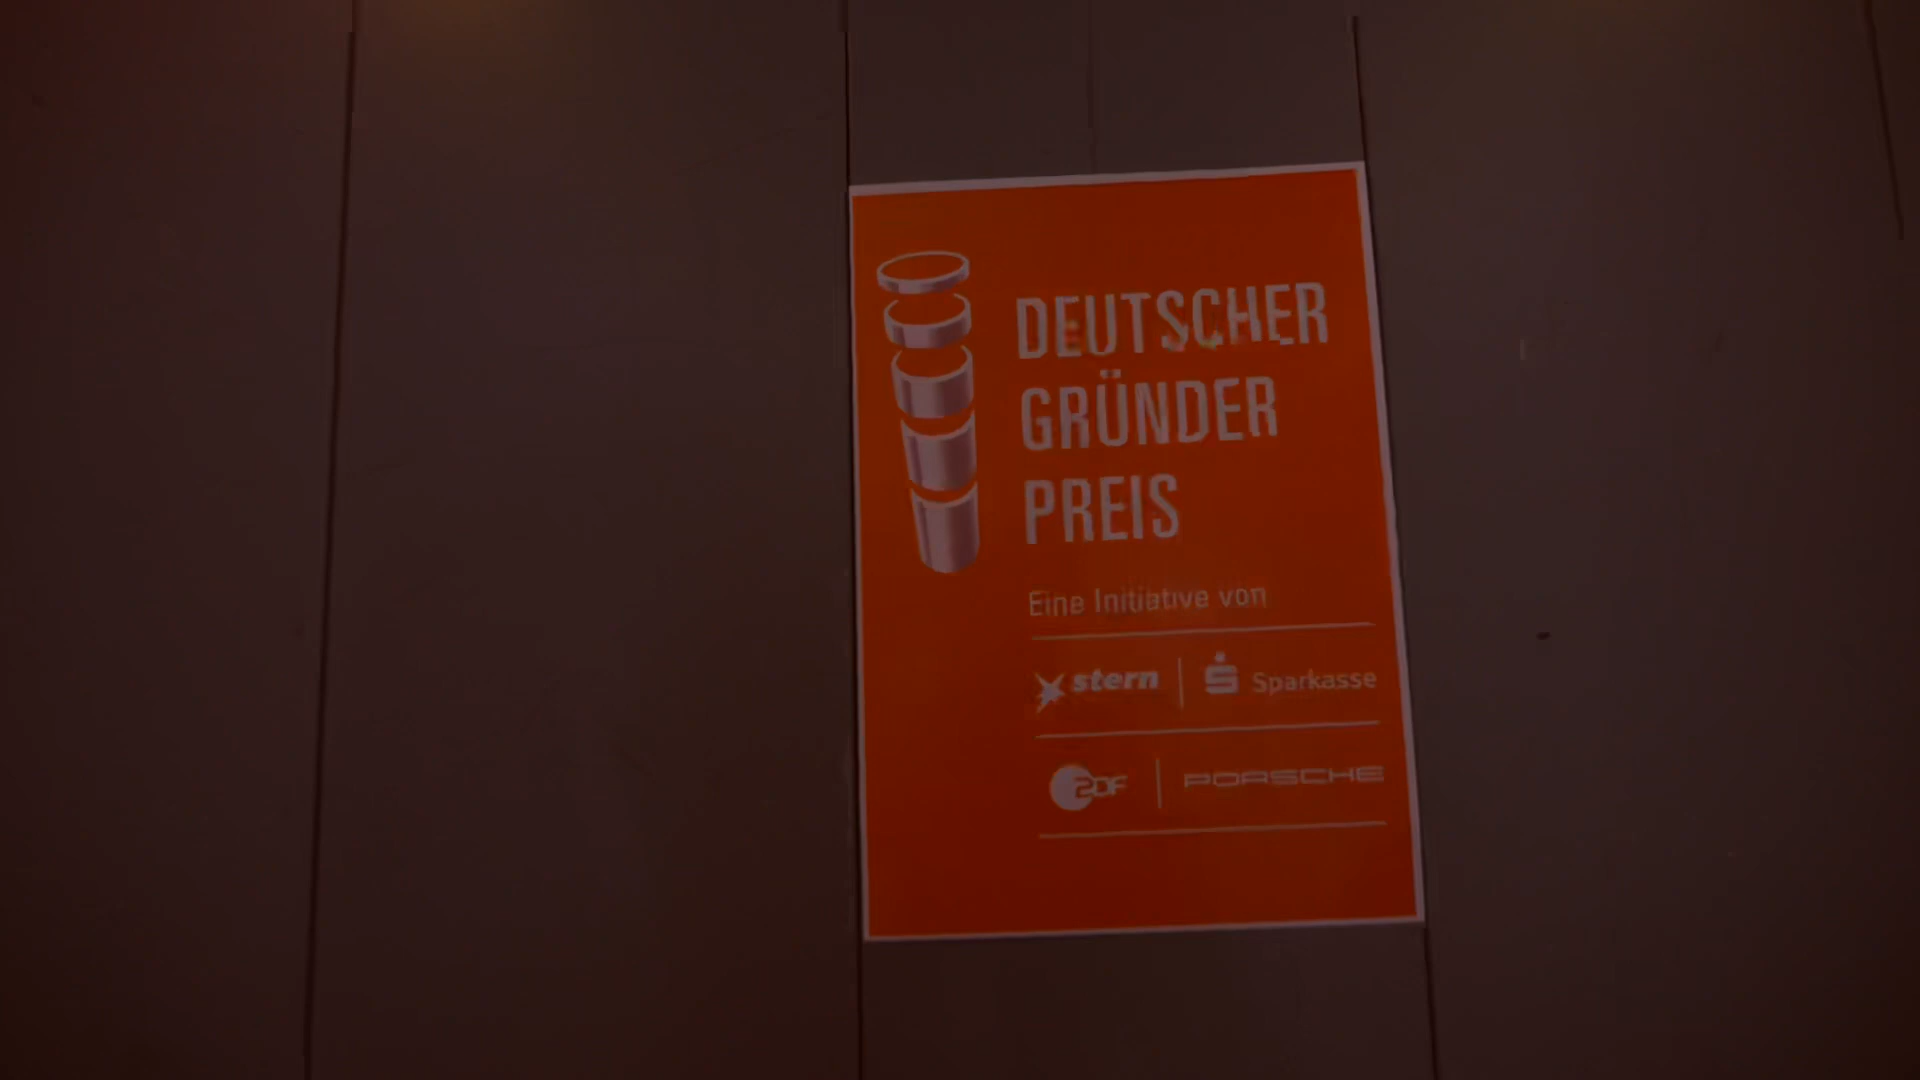 DEUTSCHER
GRÜNDER
PREIS
Eine Initiative von
stern | Sparkasse
ZDF | PORSCHE